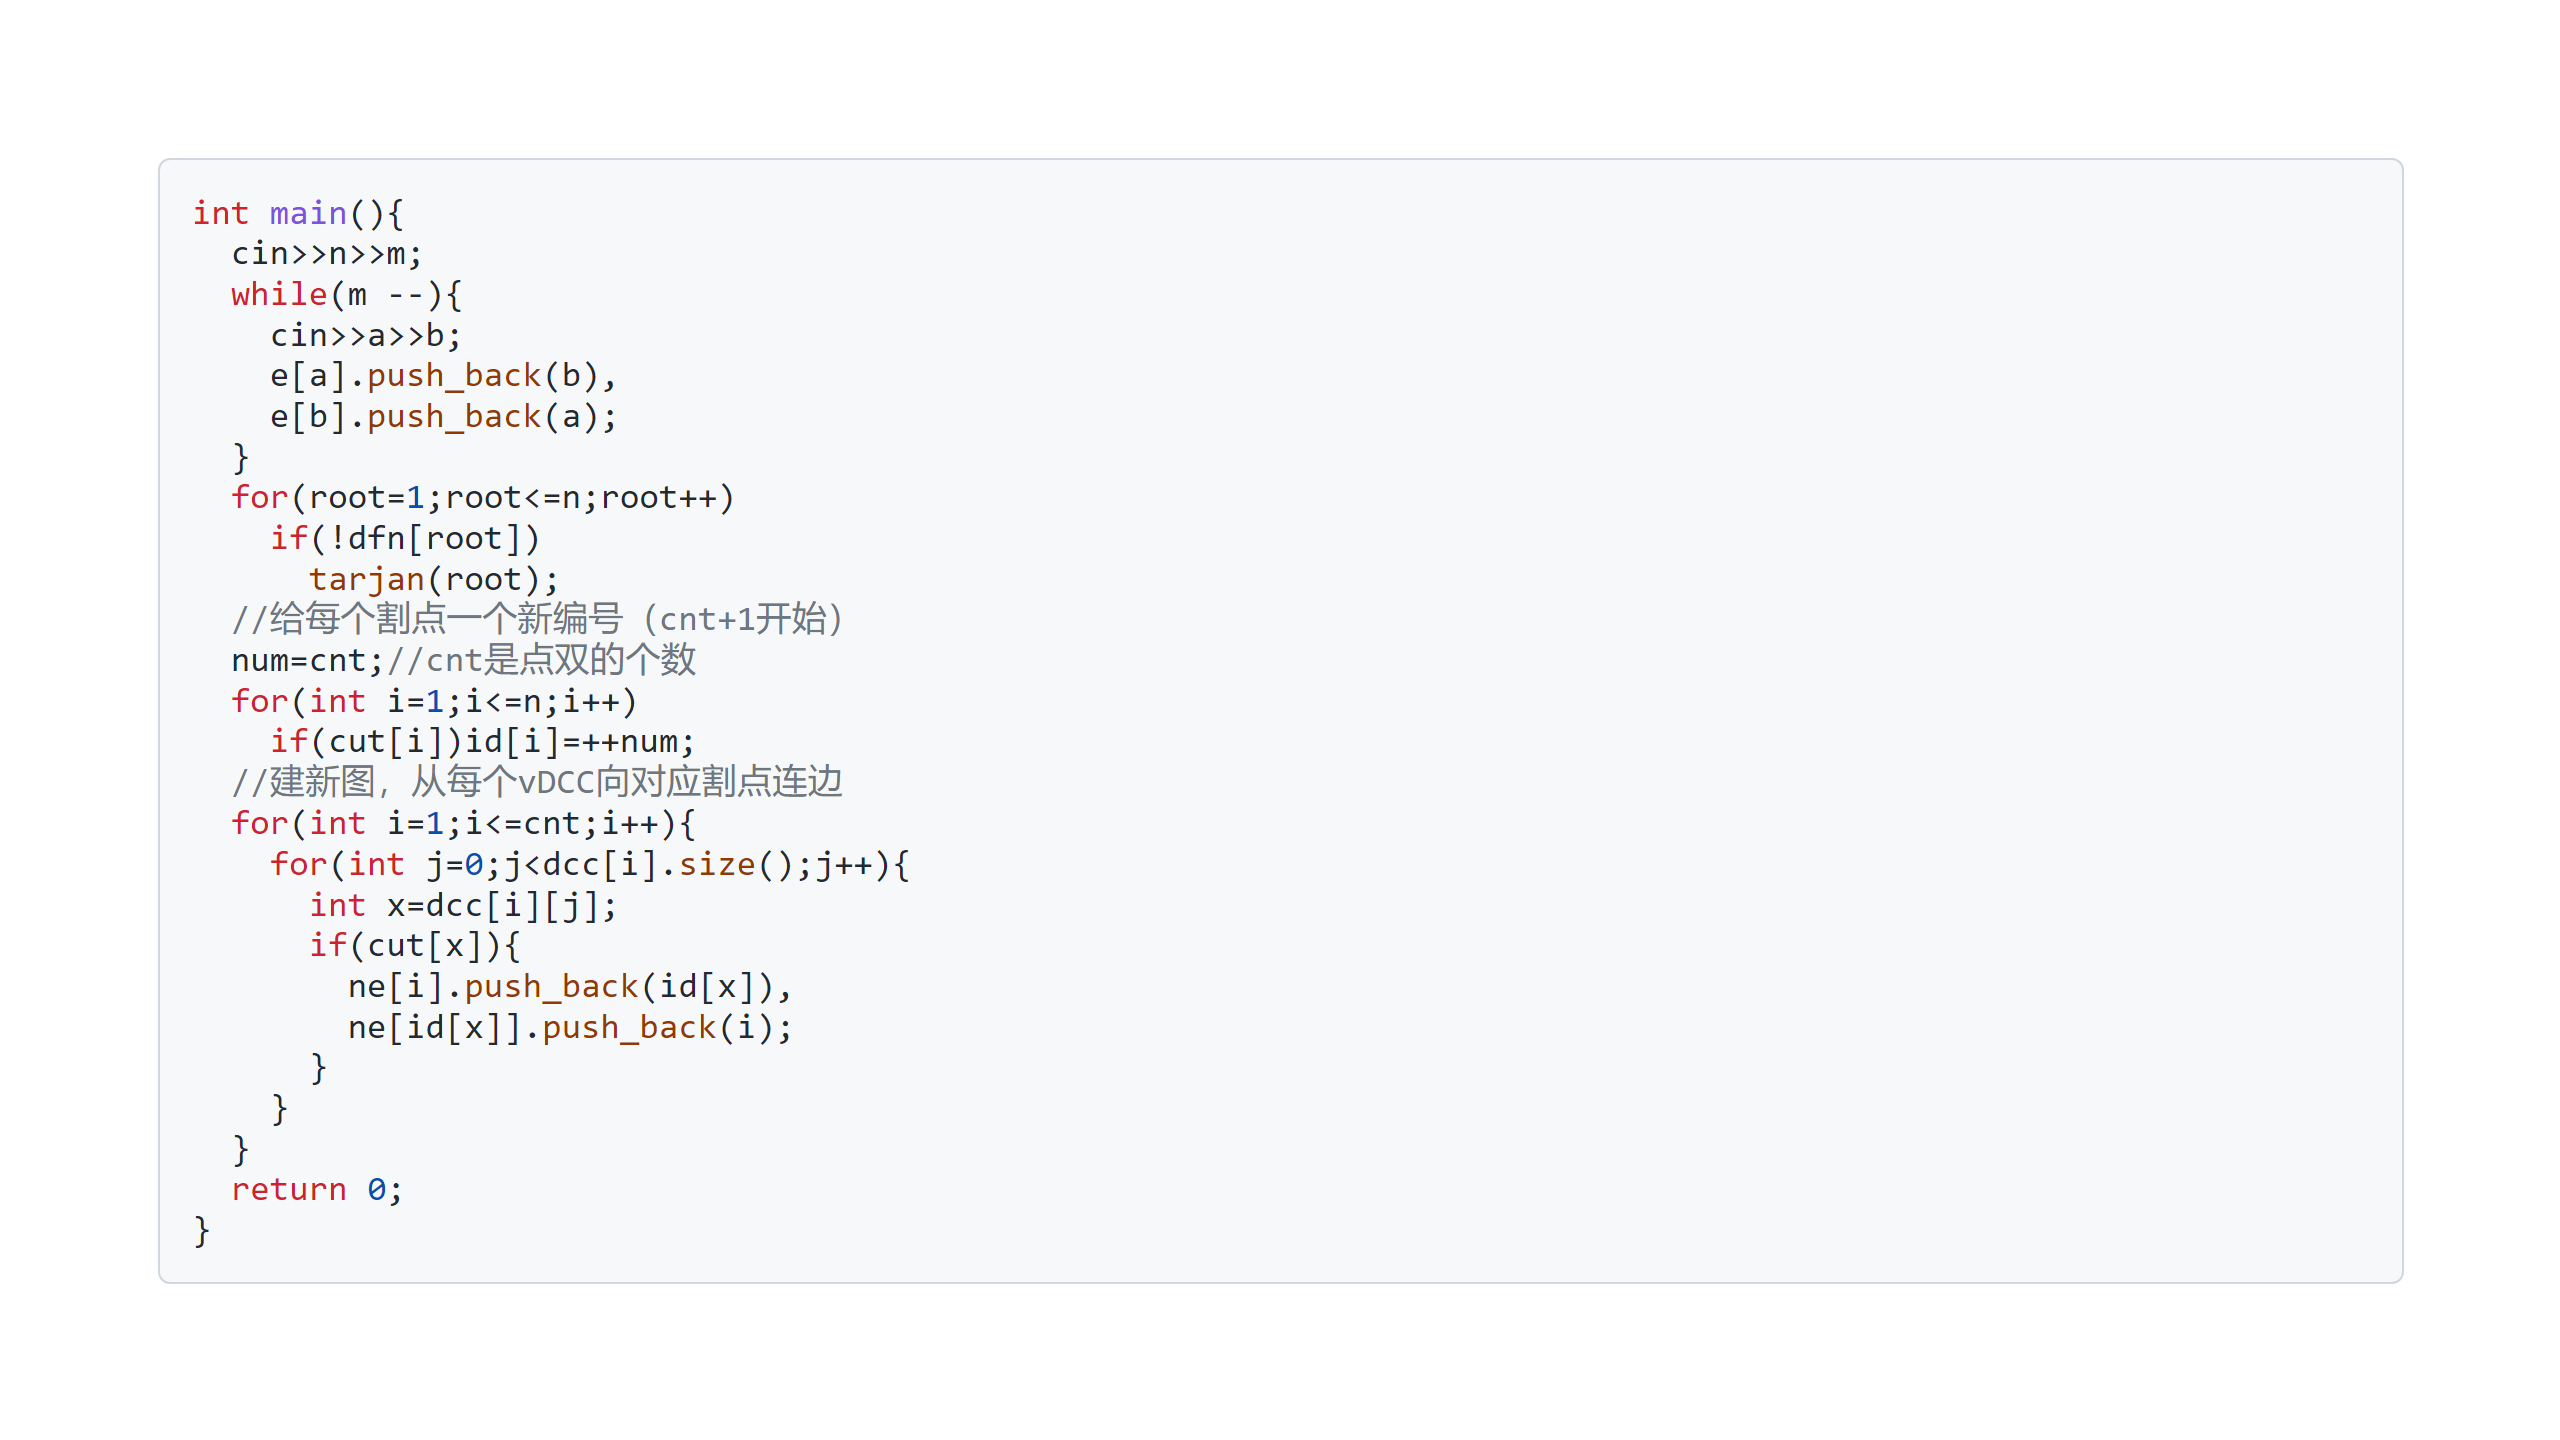 int main(){
  cin>>n>>m;
  while(m --){
    cin>>a>>b;
    e[a].push_back(b),
    e[b].push_back(a);
  }
  for(root=1;root<=n;root++)
    if(!dfn[root])
      tarjan(root);
  //给每个割点一个新编号（cnt+1开始）
  num=cnt;//cnt是点双的个数
  for(int i=1;i<=n;i++)
    if(cut[i])id[i]=++num;
  //建新图，从每个vDCC向对应割点连边
  for(int i=1;i<=cnt;i++){
    for(int j=0;j<dcc[i].size();j++){
      int x=dcc[i][j];
      if(cut[x]){
        ne[i].push_back(id[x]),
        ne[id[x]].push_back(i);
      }
    }
  }
  return 0;
}